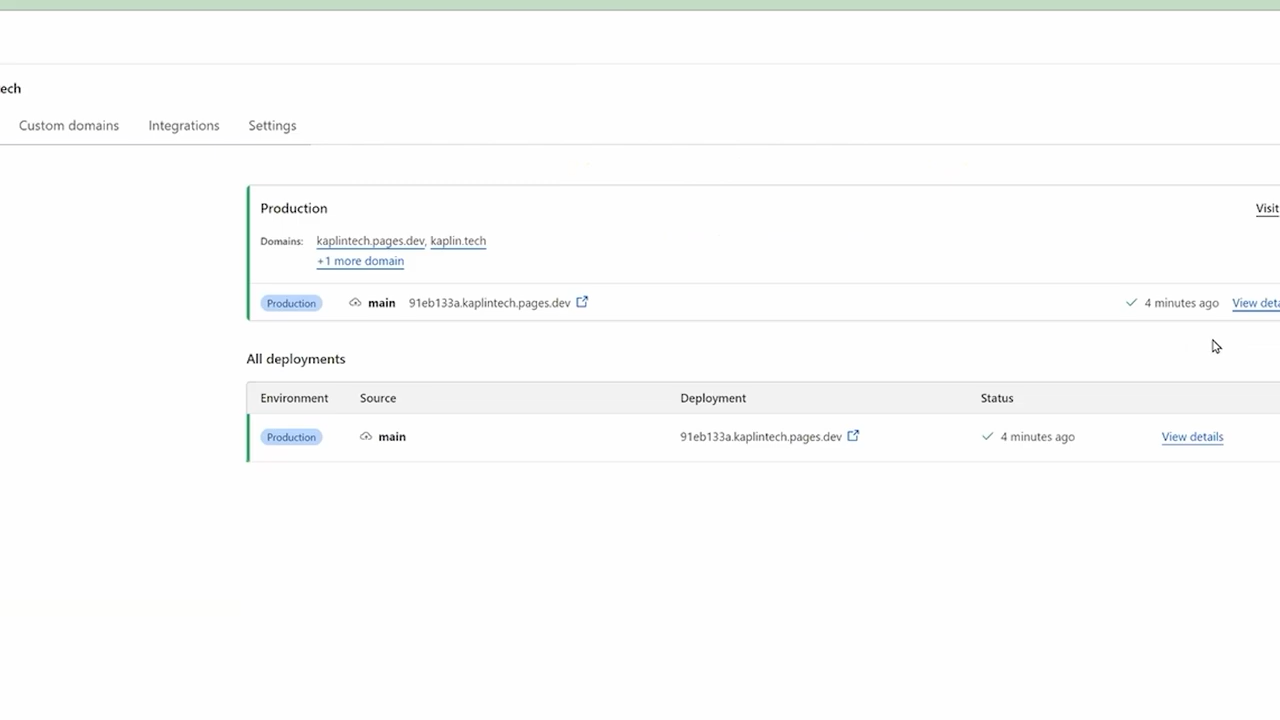 ech
Custom domains Integrations Settings
Production Visit
Domains: kaplintech.pages.dev, kaplin.tech
+1 more domain
Production main 91eb133a.kaplintech.pages.dev 4 minutes ago View deta
All deployments
Environment Source Deployment Status
Production main 91eb133a.kaplintech.pages.dev 4 minutes ago View details